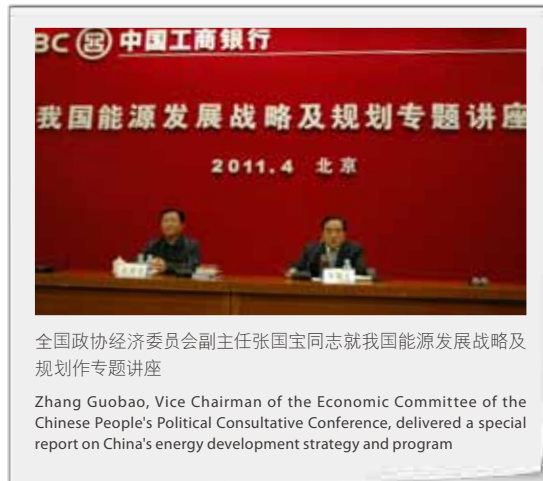 BC 中国工商银行
我国能源发展战略及规划专题讲座
2011.4 北京
全国政协经济委员会副主任张国宝同志就我国能源发展战略及
规划作专题讲座
Zhang Guobao, Vice Chairman of the Economic Committee of the
Chinese People's Political Consultative Conference, delivered a special
report on China's energy development strategy and program